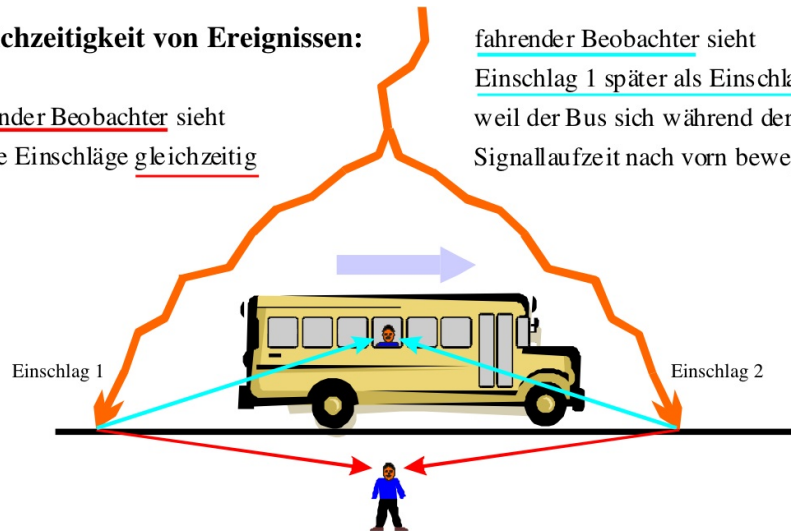 chzeitigkeit von Ereignissen:
nder Beobachter sieht
e Einschläge gleichzeitig
fahrender Beobachter sieht
Einschlag 1 später als Einschla
weil der Bus sich während der
Signallaufzeit nach vorn bewe
Einschlag 1
Einschlag 2